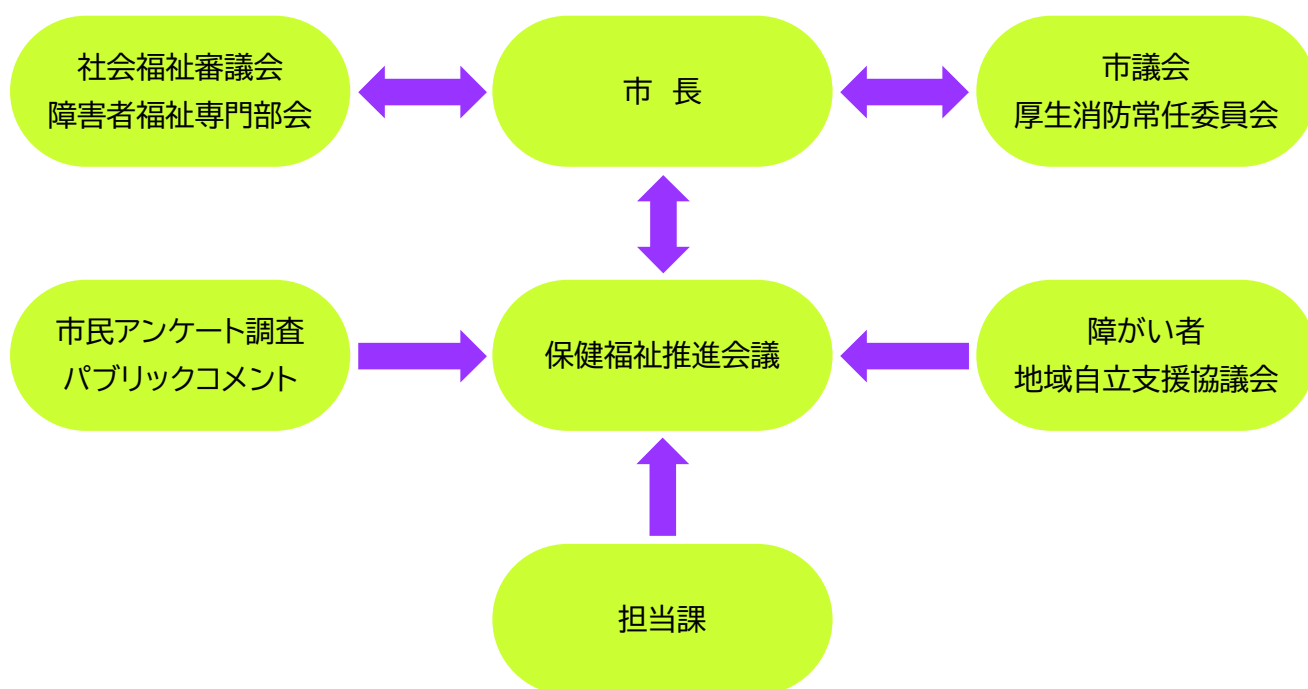 社会福祉審議会
障害者福祉専門部会
市 長
市議会
厚生消防常任委員会
市民アンケート調査
パブリックコメント
保健福祉推進会議
障がい者
地域自立支援協議会
担当課